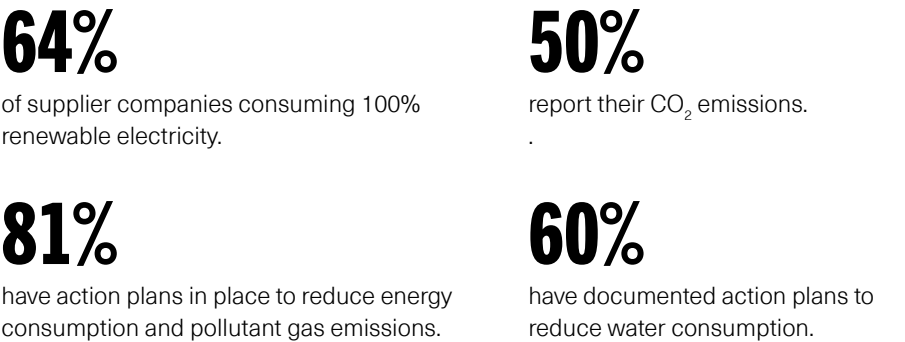 64%
of supplier companies consuming 100%
renewable electricity.
50%
report their CO₂ emissions.
.
81%
have action plans in place to reduce energy
consumption and pollutant gas emissions.
60%
have documented action plans to
reduce water consumption.